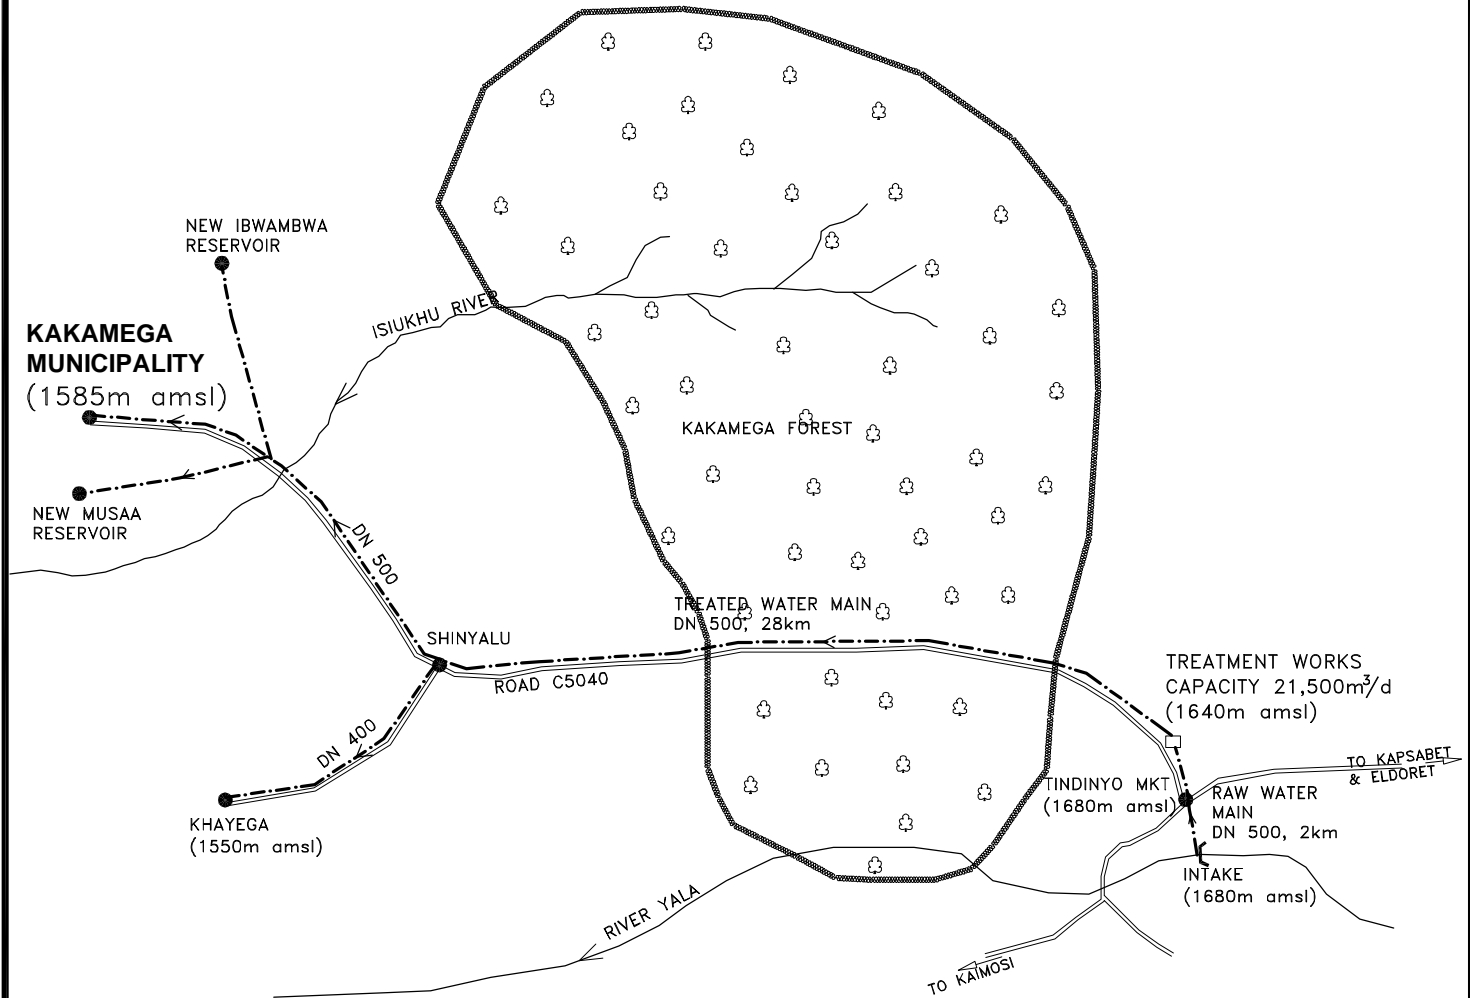 NEW IBWAMBWA
RESERVOIR
ISIUKHU RIVER
KAKAMEGA
MUNICIPALITY
(1585m amsl)
KAKAMEGA FOREST
NEW MUSAA
RESERVOIR
DN 500
TREATED WATER MAIN
DN 500, 28km
SHINYALU
ROAD C5040
TREATMENT WORKS
CAPACITY 21,500m³/d
(1640m amsl)
DN 400
TO KAPSABET
& ELDORET
TINDINYO MKT
(1680m amsl)
RAW WATER
MAIN
DN 500, 2km
KHAYEGA
(1550m amsl)
INTAKE
(1680m amsl)
RIVER YALA
TO KAIMOSI